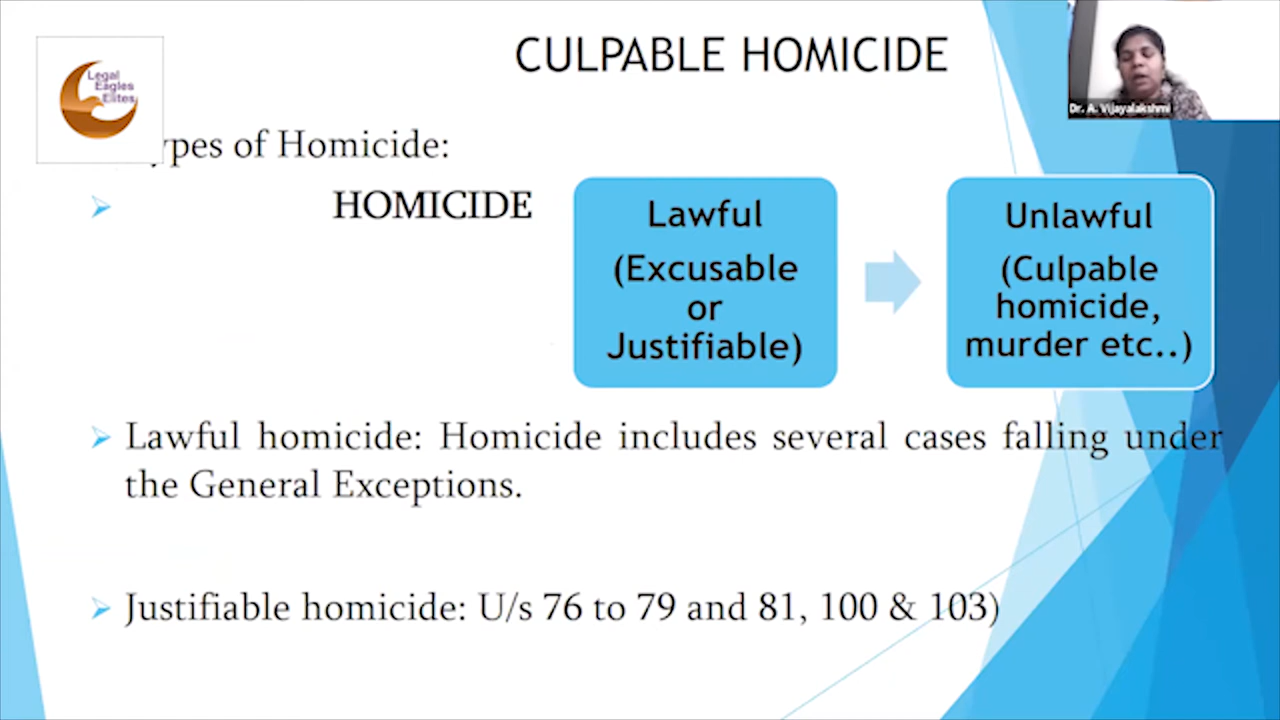 CULPABLE HOMICIDE
Legal
Eagles
Elites
Dr. A. Vijayalakshmi
ypes of Homicide:
HOMICIDE
Lawful
(Excusable
or
Justifiable)
Unlawful
(Culpable
homicide,
murder etc..)
Lawful homicide: Homicide includes several cases falling under
the General Exceptions.
Justifiable homicide: U/s 76 to 79 and 81, 100 & 103)